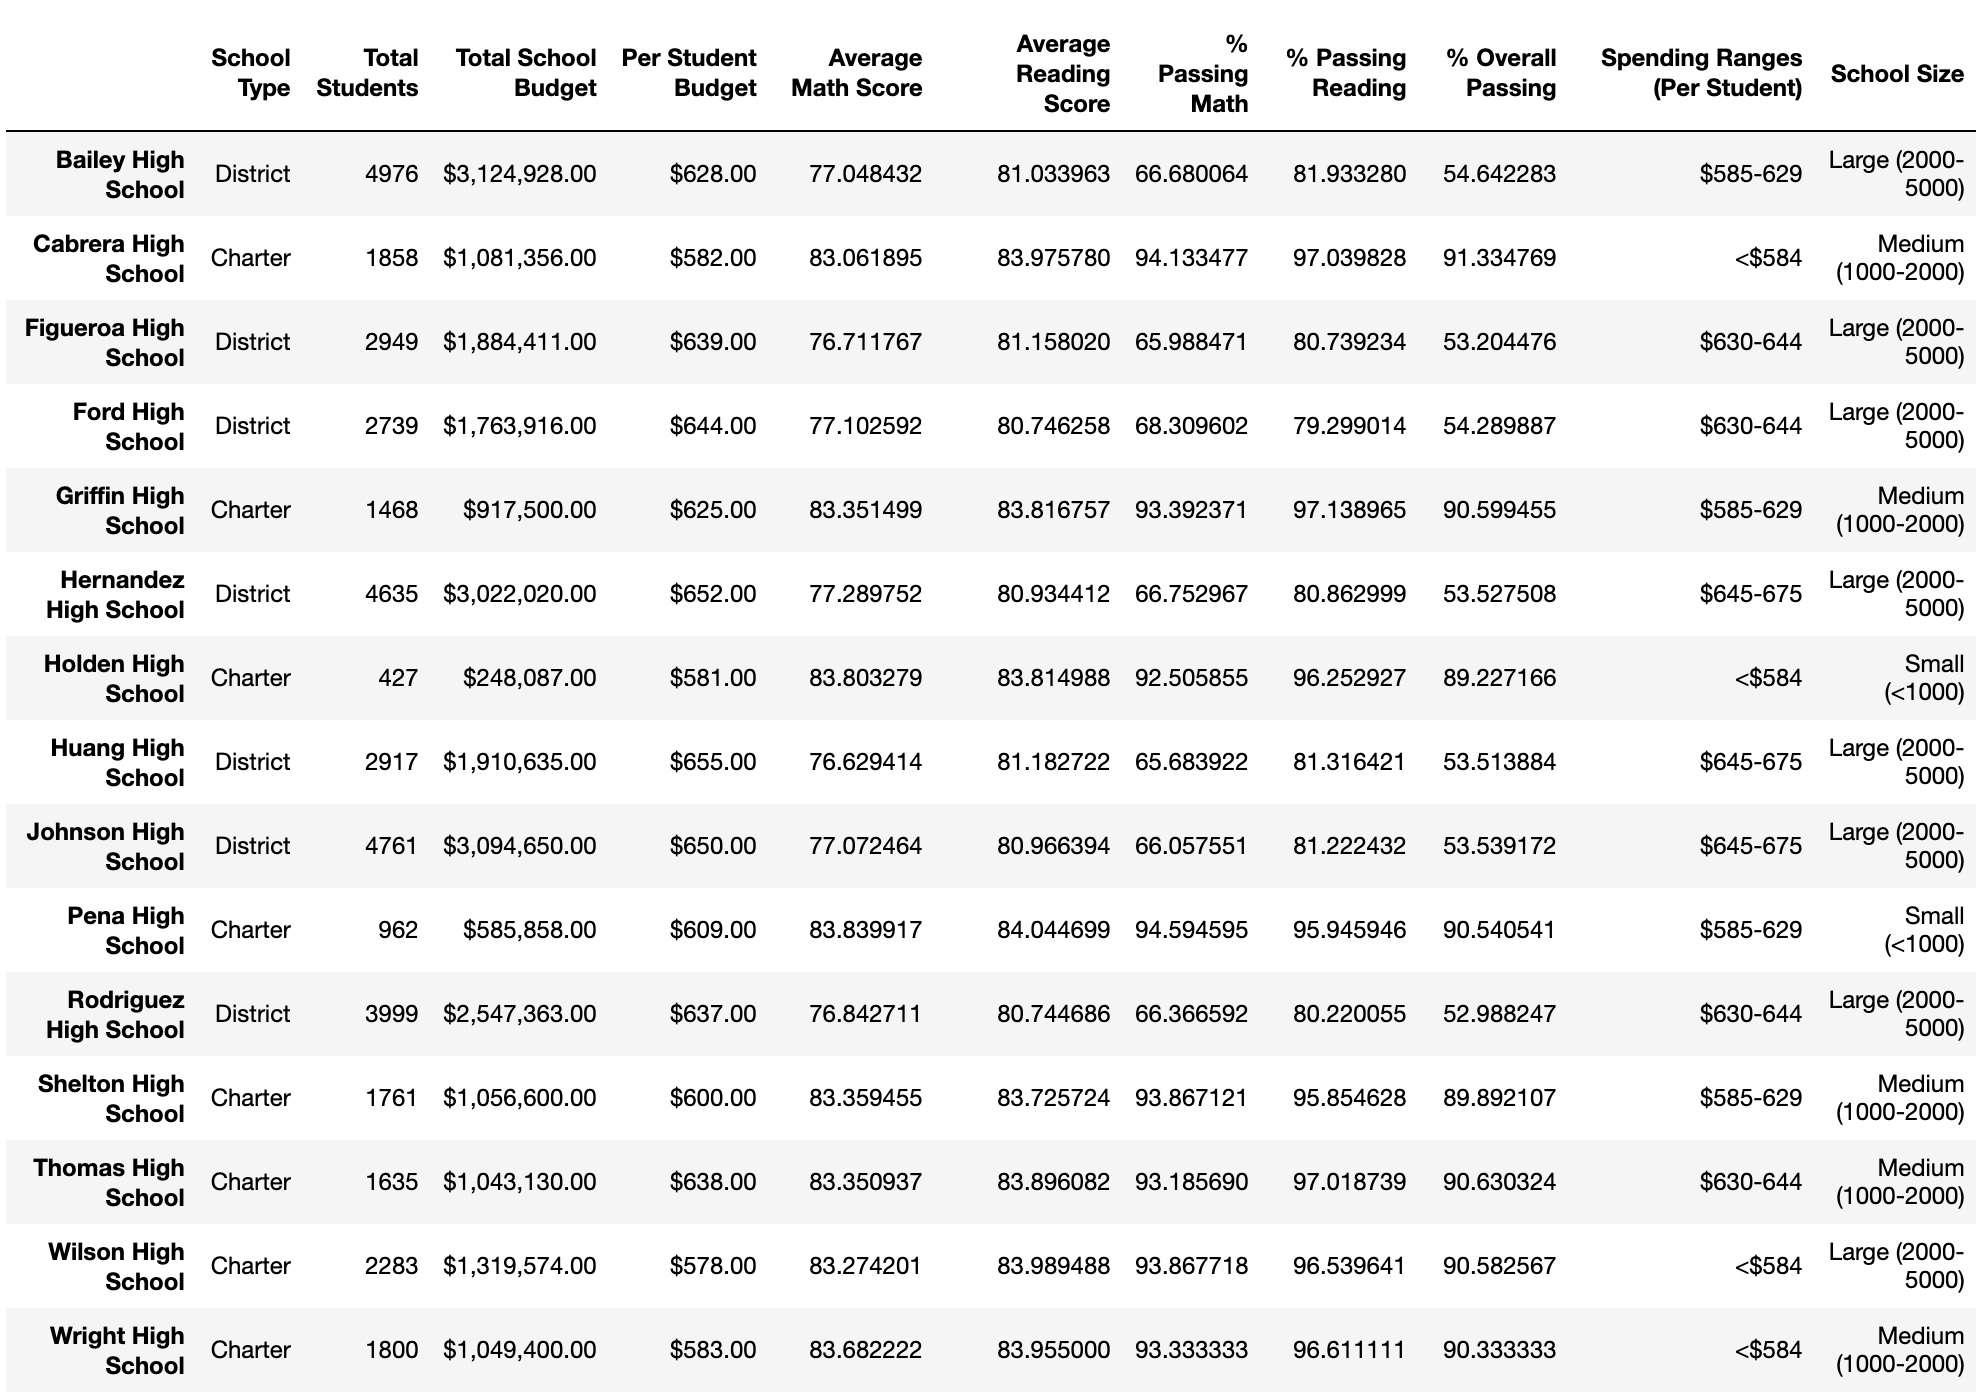 School Type Total Students Total School Budget Per Student Budget Average Math Score Average Reading Score % Passing Math % Passing Reading % Overall Passing Spending Ranges (Per Student) School Size
Bailey High School District 4976 $3,124,928.00 $628.00 77.048432 81.033963 66.680064 81.933280 54.642283 $585-629 Large (2000-5000)
Cabrera High School Charter 1858 $1,081,356.00 $582.00 83.061895 83.975780 94.133477 97.039828 91.334769 <$584 Medium (1000-2000)
Figueroa High School District 2949 $1,884,411.00 $639.00 76.711767 81.158020 65.988471 80.739234 53.204476 $630-644 Large (2000-5000)
Ford High School District 2739 $1,763,916.00 $644.00 77.102592 80.746258 68.309602 79.299014 54.289887 $630-644 Large (2000-5000)
Griffin High School Charter 1468 $917,500.00 $625.00 83.351499 83.816757 93.392371 97.138965 90.599455 $585-629 Medium (1000-2000)
Hernandez High School District 4635 $3,022,020.00 $652.00 77.289752 80.934412 66.752967 80.862999 53.527508 $645-675 Large (2000-5000)
Holden High School Charter 427 $248,087.00 $581.00 83.803279 83.814988 92.505855 96.252927 89.227166 <$584 Small (<1000)
Huang High School District 2917 $1,910,635.00 $655.00 76.629414 81.182722 65.683922 81.316421 53.513884 $645-675 Large (2000-5000)
Johnson High School District 4761 $3,094,650.00 $650.00 77.072464 80.966394 66.057551 81.222432 53.539172 $645-675 Large (2000-5000)
Pena High School Charter 962 $585,858.00 $609.00 83.839917 84.044699 94.594595 95.945946 90.540541 $585-629 Small (<1000)
Rodriguez High School District 3999 $2,547,363.00 $637.00 76.842711 80.744686 66.366592 80.220055 52.988247 $630-644 Large (2000-5000)
Shelton High School Charter 1761 $1,056,600.00 $600.00 83.359455 83.725724 93.867121 95.854628 89.892107 $585-629 Medium (1000-2000)
Thomas High School Charter 1635 $1,043,130.00 $638.00 83.350937 83.896082 93.185690 97.018739 90.630324 $630-644 Medium (1000-2000)
Wilson High School Charter 2283 $1,319,574.00 $578.00 83.274201 83.989488 93.867718 96.539641 90.582567 <$584 Large (2000-5000)
Wright High School Charter 1800 $1,049,400.00 $583.00 83.682222 83.955000 93.333333 96.611111 90.333333 <$584 Medium (1000-2000)